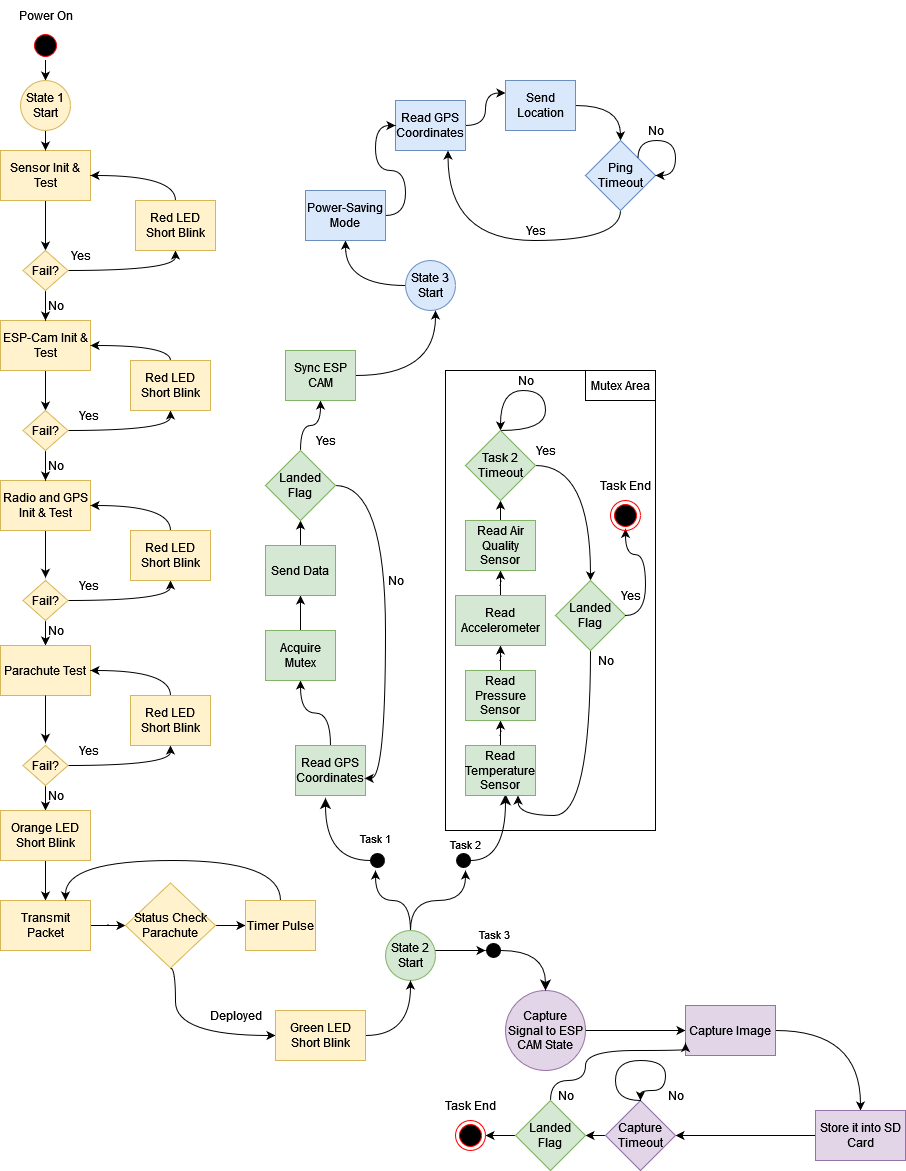 Power On
State 1
Start
Sensor Init &
Test
Red LED
Short Blink
Yes
Fail?
No
ESP-Cam Init &
Test
Red LED
Short Blink
Yes
Fail?
No
Radio and GPS
Init & Test
Red LED
Short Blink
Yes
Fail?
No
Parachute Test
Red LED
Short Blink
Yes
Fail?
No
Orange LED
Short Blink
Transmit
Packet
Status Check
Parachute
Timer Pulse
Deployed
Green LED
Short Blink
State 2
Start
Task 1
Read GPS
Coordinates
Acquire
Mutex
Send Data
Landed
Flag
No
Yes
Sync ESP
CAM
State 3
Start
Power-Saving
Mode
Read GPS
Coordinates
Send
Location
Ping
Timeout
No
Yes
Task 2
Mutex Area
Read
Temperature
Sensor
Read
Pressure
Sensor
Read
Accelerometer
Read Air
Quality
Sensor
Task 2
Timeout
No
Yes
Landed
Flag
No
Yes
Task End
Task 3
Capture
Signal to ESP
CAM State
Capture Image
Store it into SD
Card
Capture
Timeout
No
Landed
Flag
No
Task End